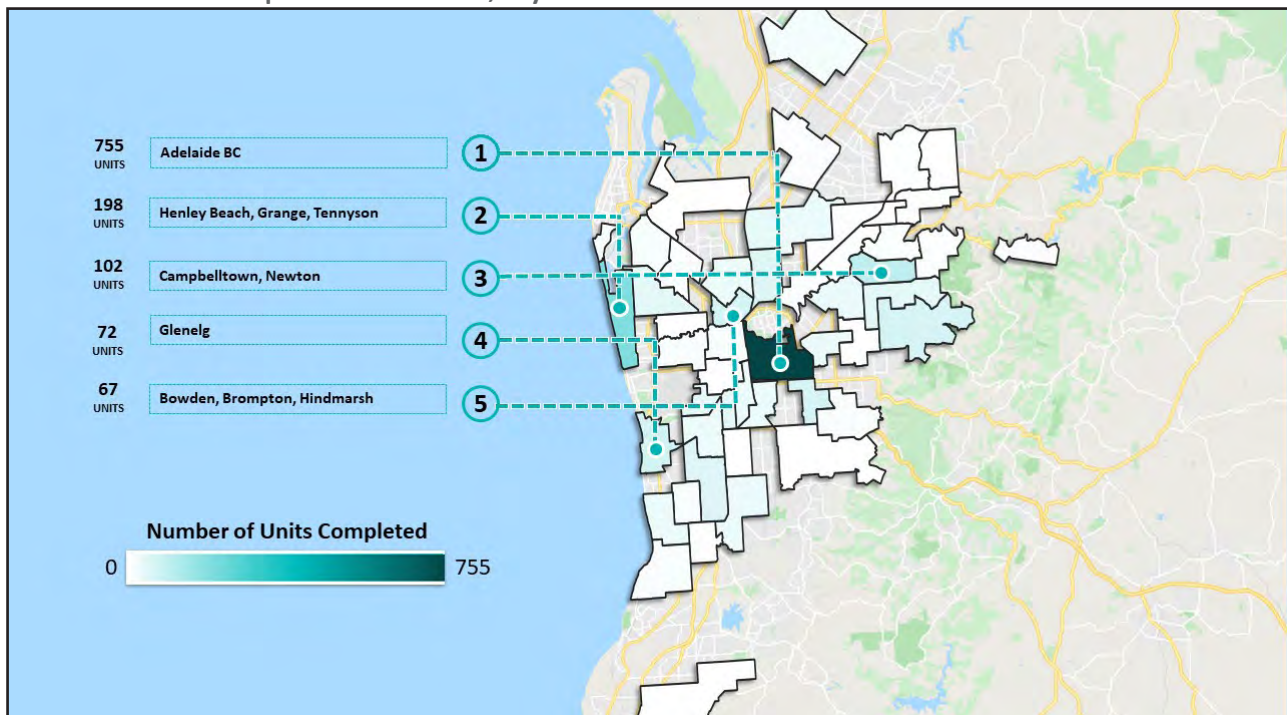 755
UNITS
Adelaide BC
1
198
UNITS
Henley Beach, Grange, Tennyson
2
102
UNITS
Campbelltown, Newton
3
72
UNITS
Glenelg
4
67
UNITS
Bowden, Brompton, Hindmarsh
5
Number of Units Completed
0
755